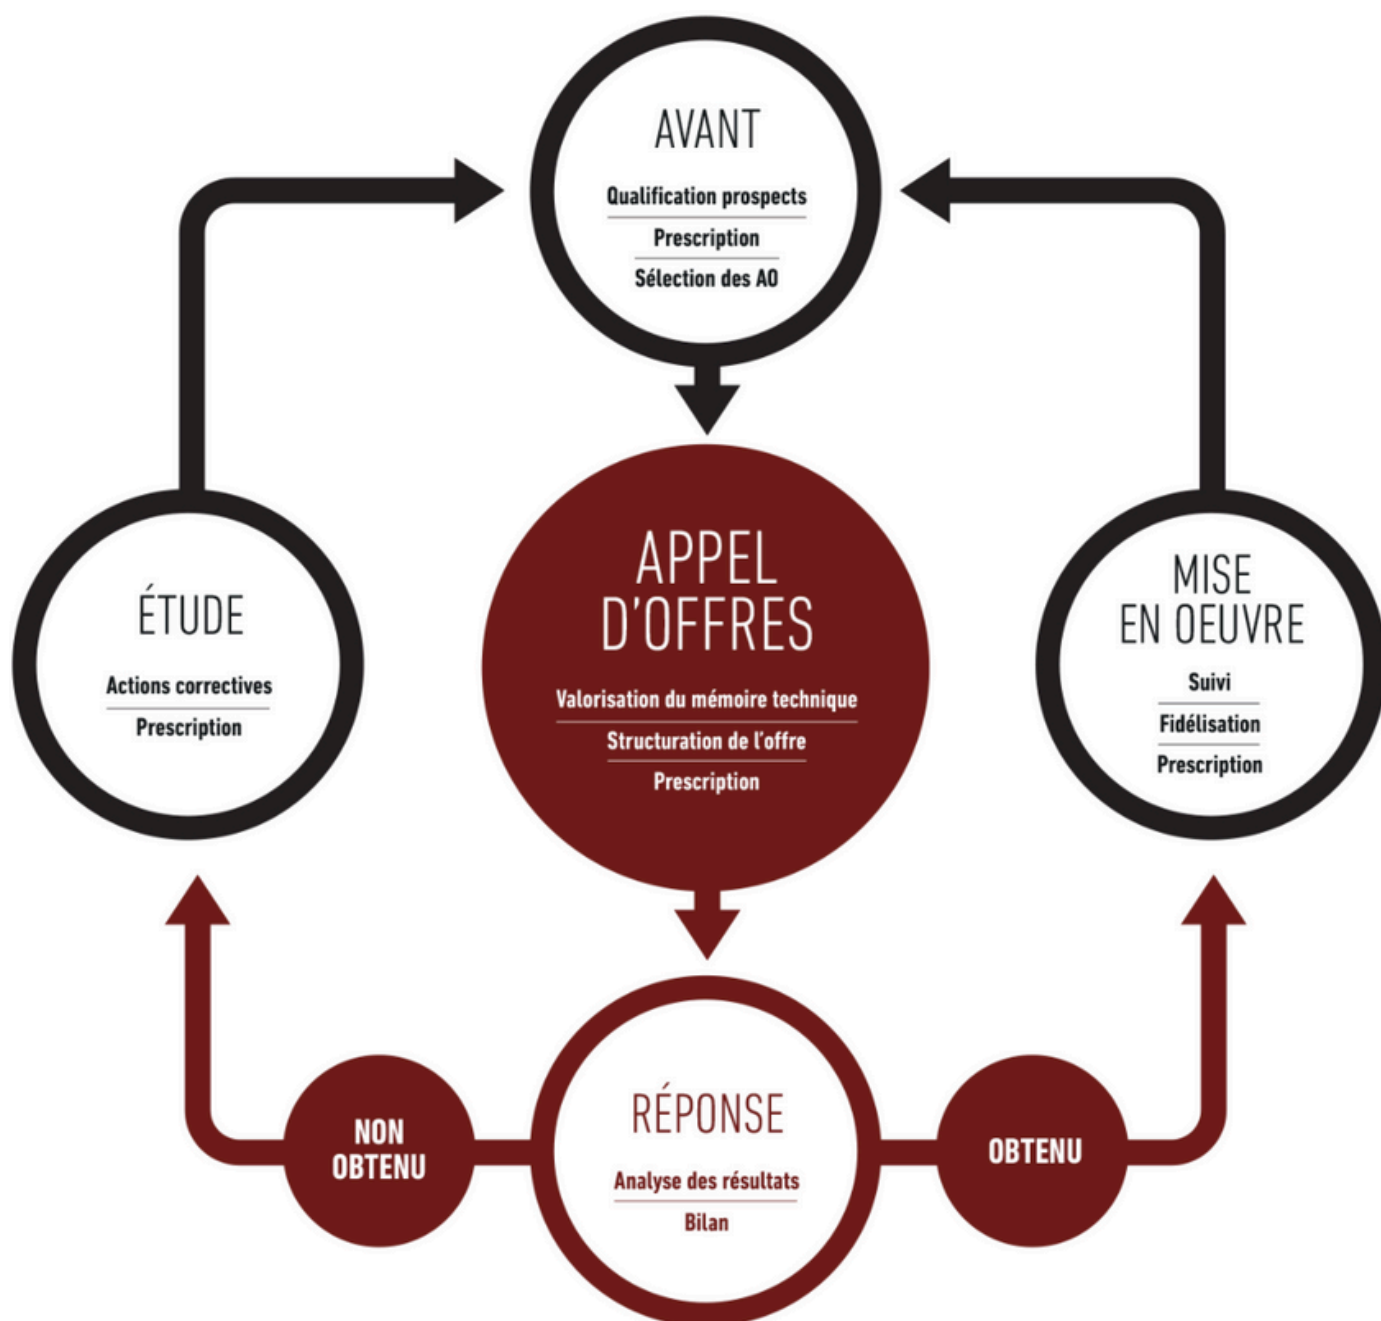 AVANT
Qualification prospects
Prescription
Sélection des AO
APPEL
D'OFFRES
Valorisation du mémoire technique
Structuration de l'offre
Prescription
ÉTUDE
Actions correctives
Prescription
MISE
EN OEUVRE
Suivi
Fidélisation
Prescription
RÉPONSE
Analyse des résultats
Bilan
NON
OBTENU
OBTENU